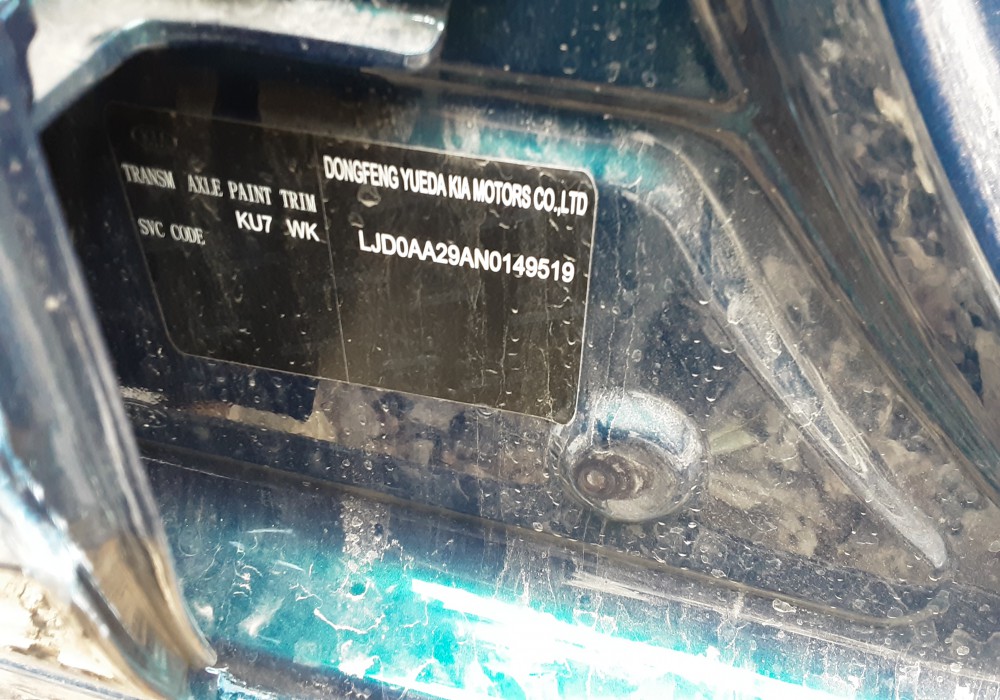 TRANSM AXLE PAINT TRIM
KU7 WK
SVC CODE
DONGFENG YUEDA KIA MOTORS CO.,LTD
LJD0AA29AN0149519